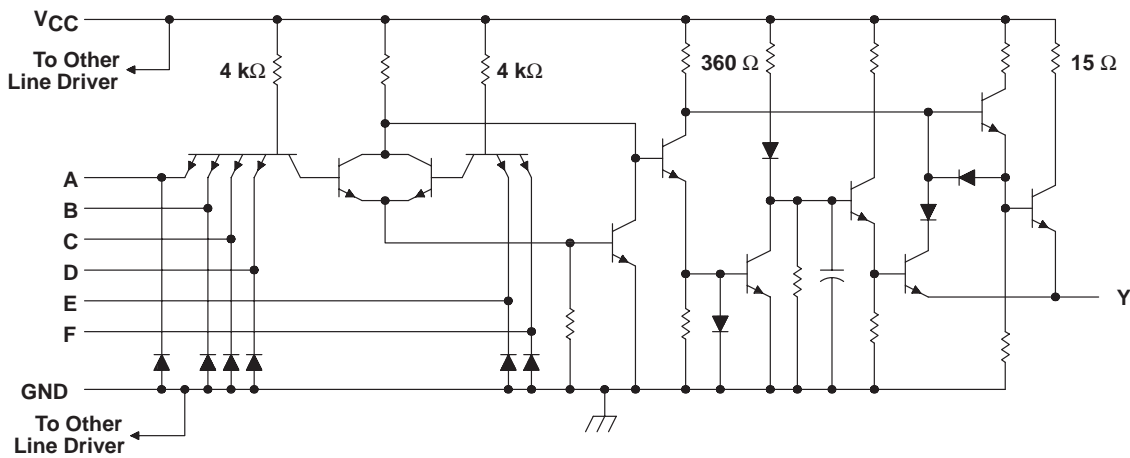 VCC
To Other
Line Driver
4 kΩ
4 kΩ
360 Ω
15 Ω
A
B
C
D
E
F
Y
GND
To Other
Line Driver